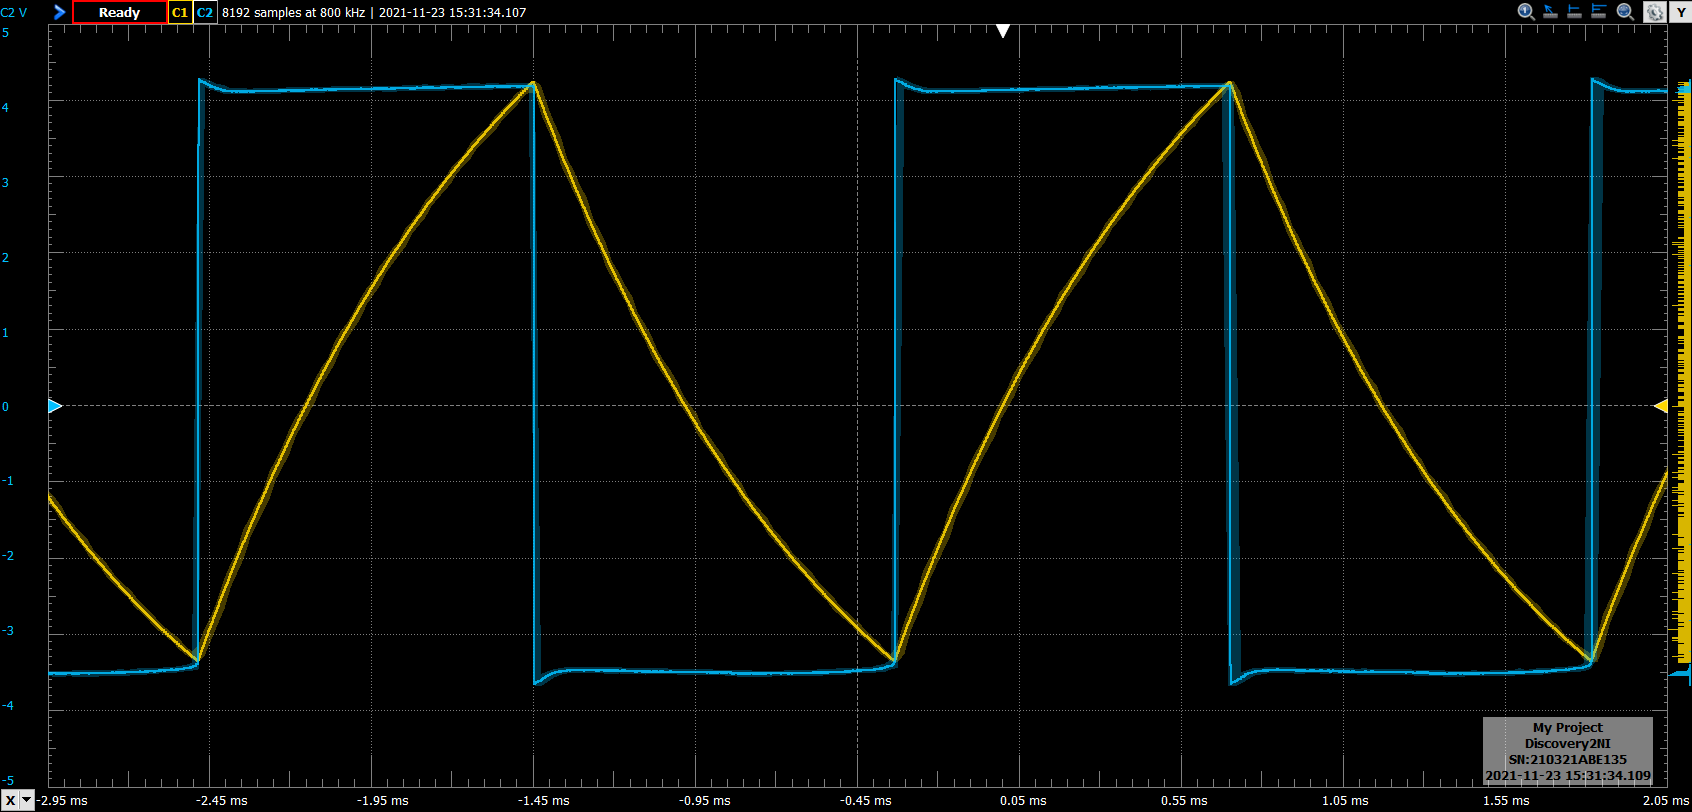 C2 V
Ready C1 C2 8192 samples at 800 kHz | 2021-11-23 15:31:34.107
Y
5
4
3
2
1
0
-1
-2
-3
-4
-5
My Project
Discovery2NI
SN:210321ABE135
2021-11-23 15:31:34.109
X -2.95 ms -2.45 ms -1.95 ms -1.45 ms -0.95 ms -0.45 ms 0.05 ms 0.55 ms 1.05 ms 1.55 ms 2.05 ms